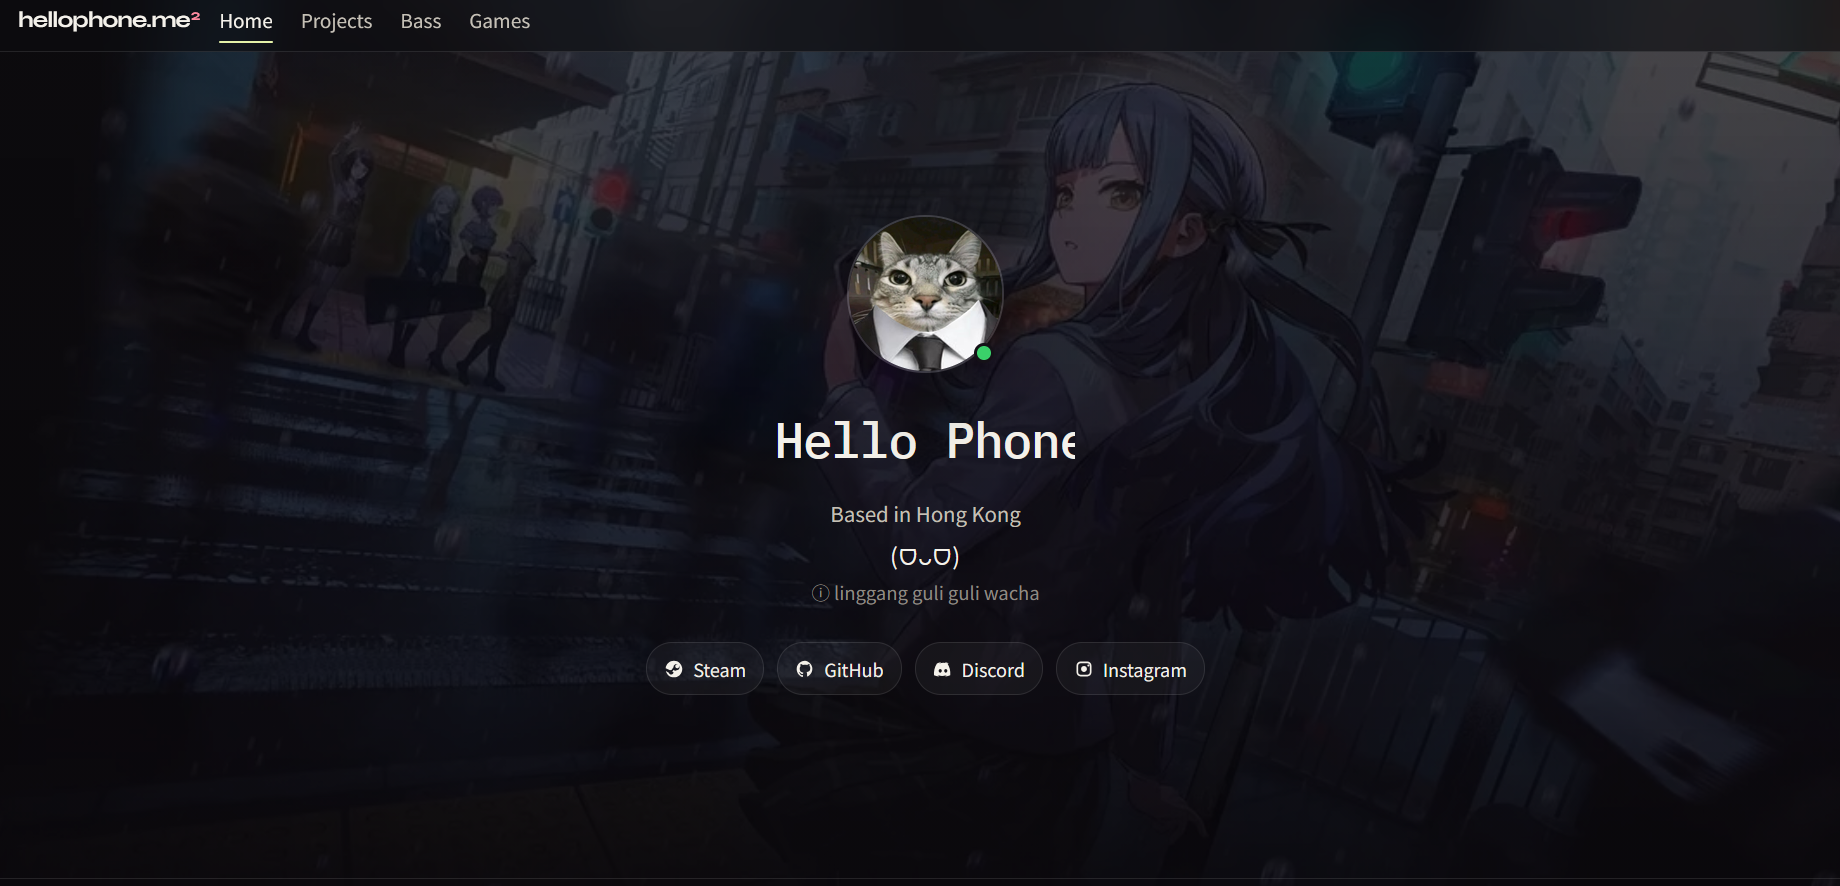 hellophone.me² Home Projects Bass Games
Hello Phone
Based in Hong Kong
(ᗜᴗᗜ)
ⓘ linggang guli guli wacha
Steam GitHub Discord Instagram